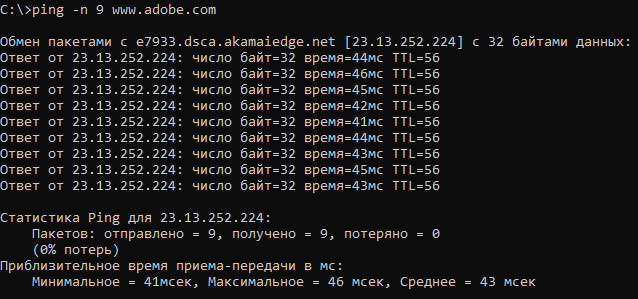 C:\>ping -n 9 www.adobe.com
Обмен пакетами с e7933.dsca.akamaiedge.net [23.13.252.224] с 32 байтами данных:
Ответ от 23.13.252.224: число байт=32 время=44мс TTL=56
Ответ от 23.13.252.224: число байт=32 время=46мс TTL=56
Ответ от 23.13.252.224: число байт=32 время=45мс TTL=56
Ответ от 23.13.252.224: число байт=32 время=42мс TTL=56
Ответ от 23.13.252.224: число байт=32 время=41мс TTL=56
Ответ от 23.13.252.224: число байт=32 время=44мс TTL=56
Ответ от 23.13.252.224: число байт=32 время=43мс TTL=56
Ответ от 23.13.252.224: число байт=32 время=45мс TTL=56
Ответ от 23.13.252.224: число байт=32 время=43мс TTL=56
Статистика Ping для 23.13.252.224:
    Пакетов: отправлено = 9, получено = 9, потеряно = 0
    (0% потерь)
Приблизительное время приема-передачи в мс:
    Минимальное = 41мсек, Максимальное = 46 мсек, Среднее = 43 мсек